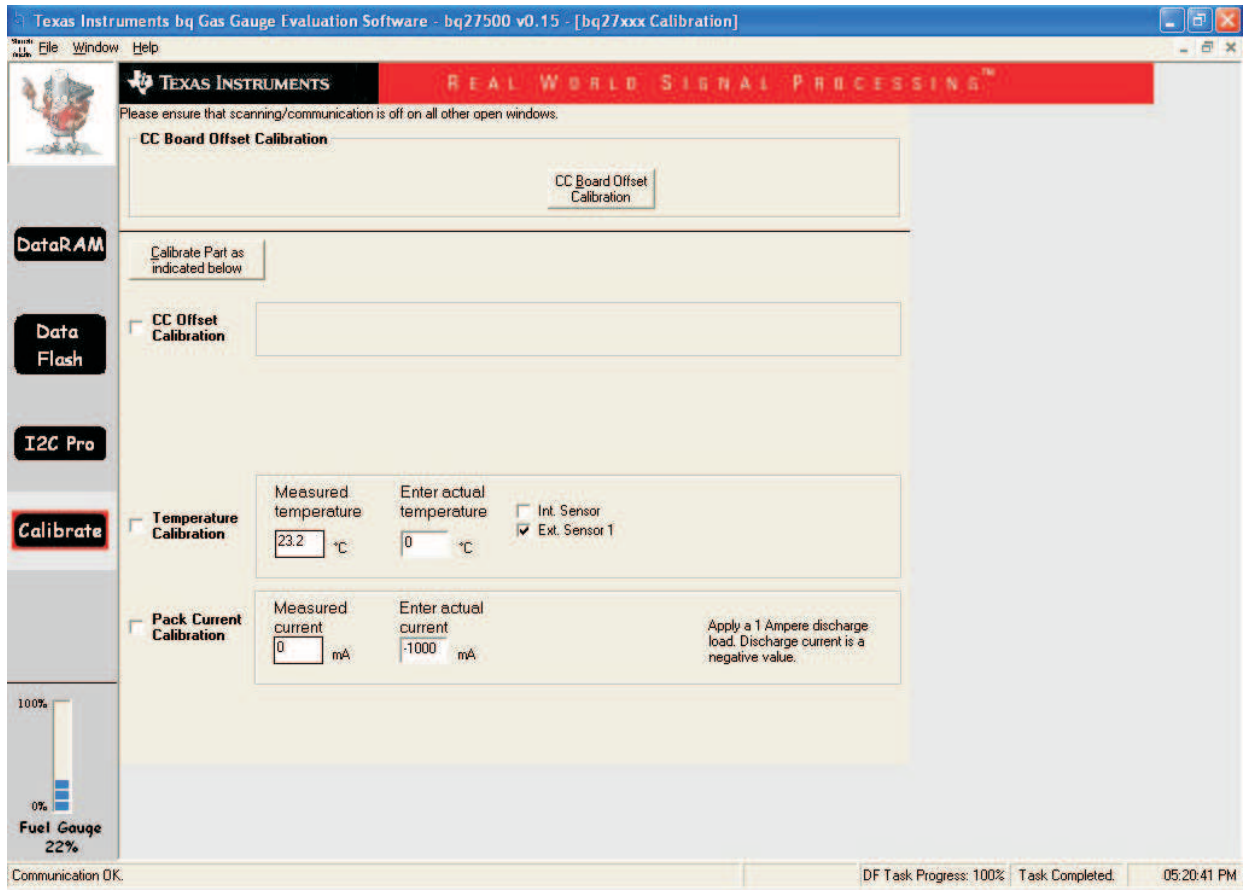 Texas Instruments bq Gas Gauge Evaluation Software - bq27500 v0.15 - [bq27xxx Calibration]
File Window Help
TEXAS INSTRUMENTS
REAL WORLD SIGNAL PROCESSING™
Please ensure that scanning/communication is off on all other open windows.
CC Board Offset Calibration
CC Board Offset
Calibration
DataRAM
Calibrate Part as
indicated below
Data
Flash
CC Offset
Calibration
I2C Pro
Calibrate
Temperature
Calibration
Measured
temperature
23.2 °C
Enter actual
temperature
0 °C
Int. Sensor
Ext. Sensor 1
Pack Current
Calibration
Measured
current
0 mA
Enter actual
current
-1000 mA
Apply a 1 Ampere discharge
load. Discharge current is a
negative value.
100%
0%
Fuel Gauge
22%
Communication OK.
DF Task Progress: 100%
Task Completed.
05:20:41 PM